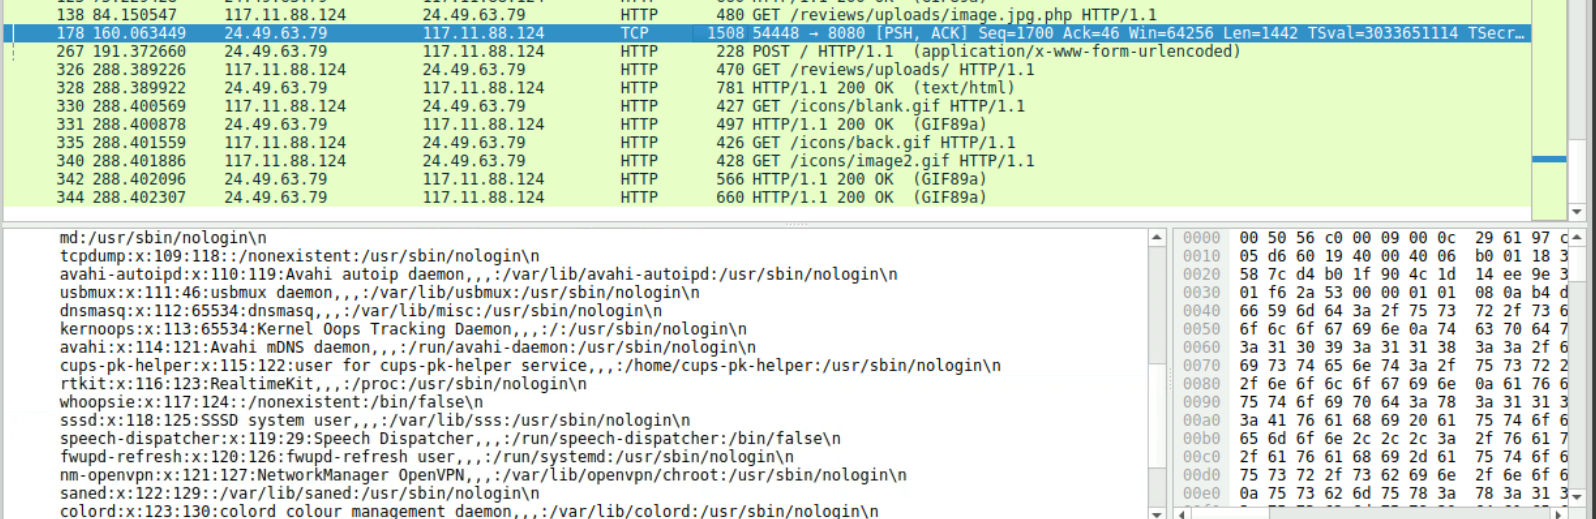 138 84.150547 117.11.88.124 24.49.63.79 HTTP 480 GET /reviews/uploads/image.jpg.php HTTP/1.1
178 160.063449 24.49.63.79 117.11.88.124 TCP 1508 54448 → 8080 [PSH, ACK] Seq=1700 Ack=46 Win=64256 Len=1442 TSval=3033651114 TSecr…
267 191.372660 24.49.63.79 117.11.88.124 HTTP 228 POST / HTTP/1.1 (application/x-www-form-urlencoded)
326 288.389226 117.11.88.124 24.49.63.79 HTTP 470 GET /reviews/uploads/ HTTP/1.1
328 288.389922 24.49.63.79 117.11.88.124 HTTP 781 HTTP/1.1 200 OK (text/html)
330 288.400569 117.11.88.124 24.49.63.79 HTTP 427 GET /icons/blank.gif HTTP/1.1
331 288.400878 24.49.63.79 117.11.88.124 HTTP 497 HTTP/1.1 200 OK (GIF89a)
335 288.401559 117.11.88.124 24.49.63.79 HTTP 426 GET /icons/back.gif HTTP/1.1
340 288.401886 117.11.88.124 24.49.63.79 HTTP 428 GET /icons/image2.gif HTTP/1.1
342 288.402096 24.49.63.79 117.11.88.124 HTTP 566 HTTP/1.1 200 OK (GIF89a)
344 288.402307 24.49.63.79 117.11.88.124 HTTP 660 HTTP/1.1 200 OK (GIF89a)
md:/usr/sbin/nologin\n
tcpdump:x:109:118::/nonexistent:/usr/sbin/nologin\n
avahi-autoipd:x:110:119:Avahi autoip daemon,,,:/var/lib/avahi-autoipd:/usr/sbin/nologin\n
usbmux:x:111:46:usbmux daemon,,,:/var/lib/usbmux:/usr/sbin/nologin\n
dnsmasq:x:112:65534:dnsmasq,,,:/var/lib/misc:/usr/sbin/nologin\n
kernoops:x:113:65534:Kernel Oops Tracking Daemon,,,:/:/usr/sbin/nologin\n
avahi:x:114:121:Avahi mDNS daemon,,,:/run/avahi-daemon:/usr/sbin/nologin\n
cups-pk-helper:x:115:122:user for cups-pk-helper service,,,:/home/cups-pk-helper:/usr/sbin/nologin\n
rtkit:x:116:123:RealtimeKit,,,:/proc:/usr/sbin/nologin\n
whoopsie:x:117:124::/nonexistent:/bin/false\n
sssd:x:118:125:SSSD system user,,,:/var/lib/sss:/usr/sbin/nologin\n
speech-dispatcher:x:119:29:Speech Dispatcher,,,:/run/speech-dispatcher:/bin/false\n
fwupd-refresh:x:120:126:fwupd-refresh user,,,:/run/systemd:/usr/sbin/nologin\n
nm-openvpn:x:121:127:NetworkManager OpenVPN,,,:/var/lib/openvpn/chroot:/usr/sbin/nologin\n
saned:x:122:129::/var/lib/saned:/usr/sbin/nologin\n
colord:x:123:130:colord colour management daemon,,,:/var/lib/colord:/usr/sbin/nologin\n
0000 00 50 56 c0 00 09 00 0c 29 61 97 c
0010 05 d6 60 19 40 00 40 06 b0 01 18 3
0020 58 7c d4 b0 1f 90 4c 1d 14 ee 9e 3
0030 01 f6 2a 53 00 00 01 01 08 0a b4 d
0040 66 59 6d 64 3a 2f 75 73 72 2f 73 6
0050 6f 6c 6f 67 69 6e 0a 74 63 70 64 7
0060 3a 31 30 39 3a 31 31 38 3a 3a 2f 6
0070 69 73 74 65 6e 74 3a 2f 75 73 72 2
0080 2f 6e 6f 6c 6f 67 69 6e 0a 61 76 6
0090 75 74 6f 69 70 64 3a 78 3a 31 31 3
00a0 3a 41 76 61 68 69 20 61 75 74 6f 6
00b0 65 6d 6f 6e 2c 2c 2c 3a 2f 76 61 7
00c0 2f 61 76 61 68 69 2d 61 75 74 6f 6
00d0 75 73 72 2f 73 62 69 6e 2f 6e 6f 6
00e0 0a 75 73 62 6d 75 78 3a 78 3a 31 3